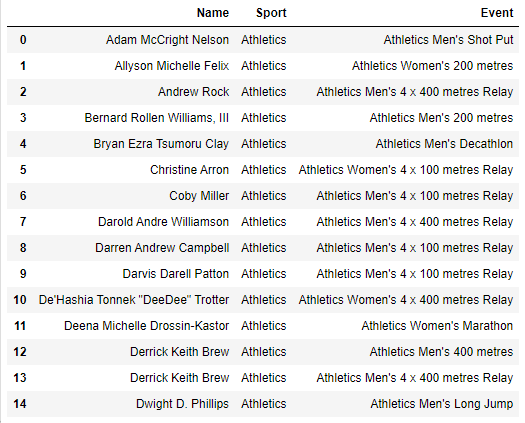 Name Sport Event
0 Adam McCright Nelson Athletics Athletics Men's Shot Put
1 Allyson Michelle Felix Athletics Athletics Women's 200 metres
2 Andrew Rock Athletics Athletics Men's 4 x 400 metres Relay
3 Bernard Rollen Williams, III Athletics Athletics Men's 200 metres
4 Bryan Ezra Tsumoru Clay Athletics Athletics Men's Decathlon
5 Christine Arron Athletics Athletics Women's 4 x 100 metres Relay
6 Coby Miller Athletics Athletics Men's 4 x 100 metres Relay
7 Darold Andre Williamson Athletics Athletics Men's 4 x 400 metres Relay
8 Darren Andrew Campbell Athletics Athletics Men's 4 x 100 metres Relay
9 Darvis Darell Patton Athletics Athletics Men's 4 x 100 metres Relay
10 De'Hashia Tonnek "DeeDee" Trotter Athletics Athletics Women's 4 x 400 metres Relay
11 Deena Michelle Drossin-Kastor Athletics Athletics Women's Marathon
12 Derrick Keith Brew Athletics Athletics Men's 400 metres
13 Derrick Keith Brew Athletics Athletics Men's 4 x 400 metres Relay
14 Dwight D. Phillips Athletics Athletics Men's Long Jump